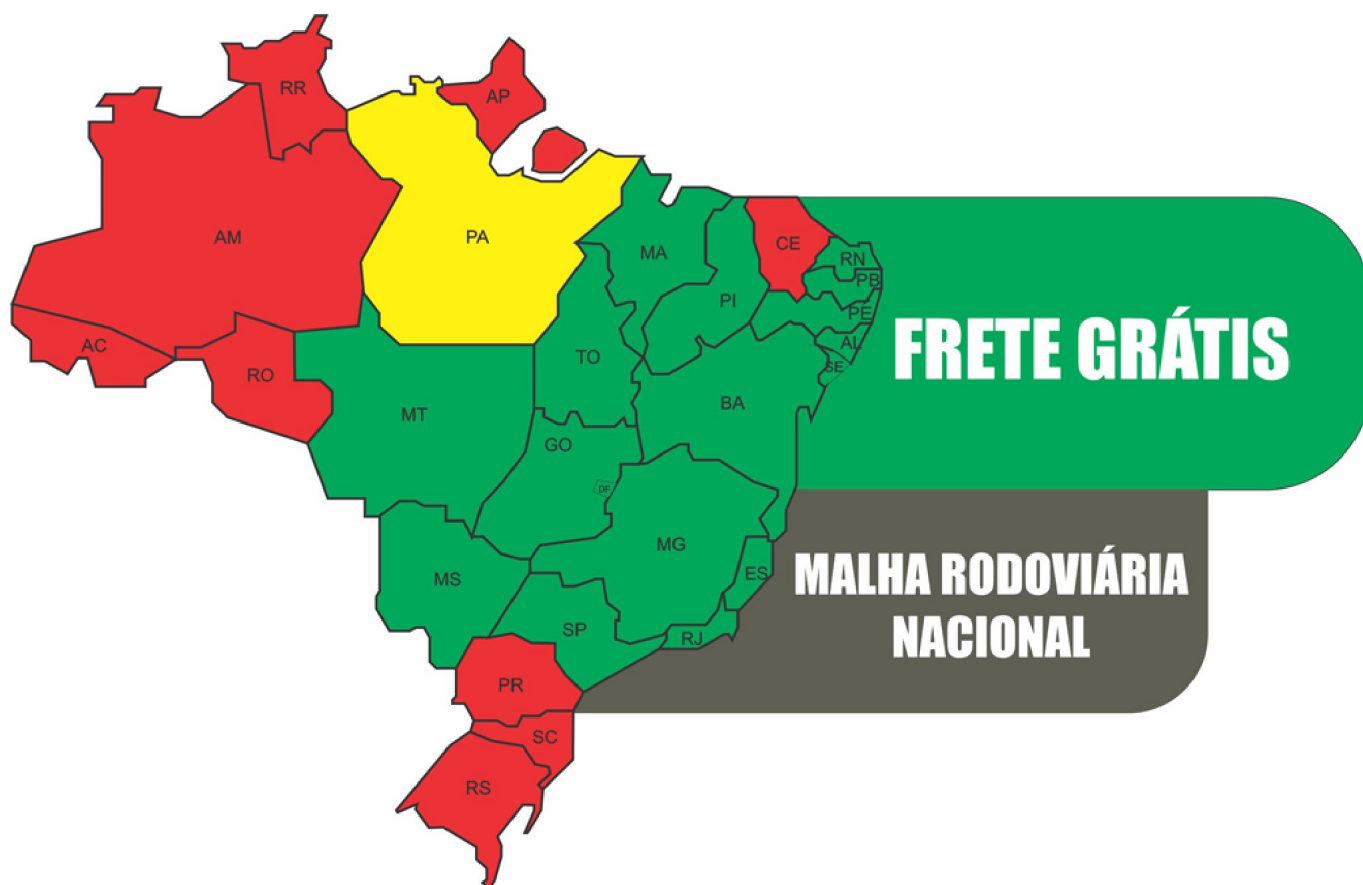 RR
AP
AM
PA
MA
CE
RN
PB
PI
PE
AL
SE
FRETE GRÁTIS
AC
RO
TO
MT
BA
GO
DF
MG
MS
ES
SP
RJ
MALHA RODOVIÁRIA
NACIONAL
PR
SC
RS